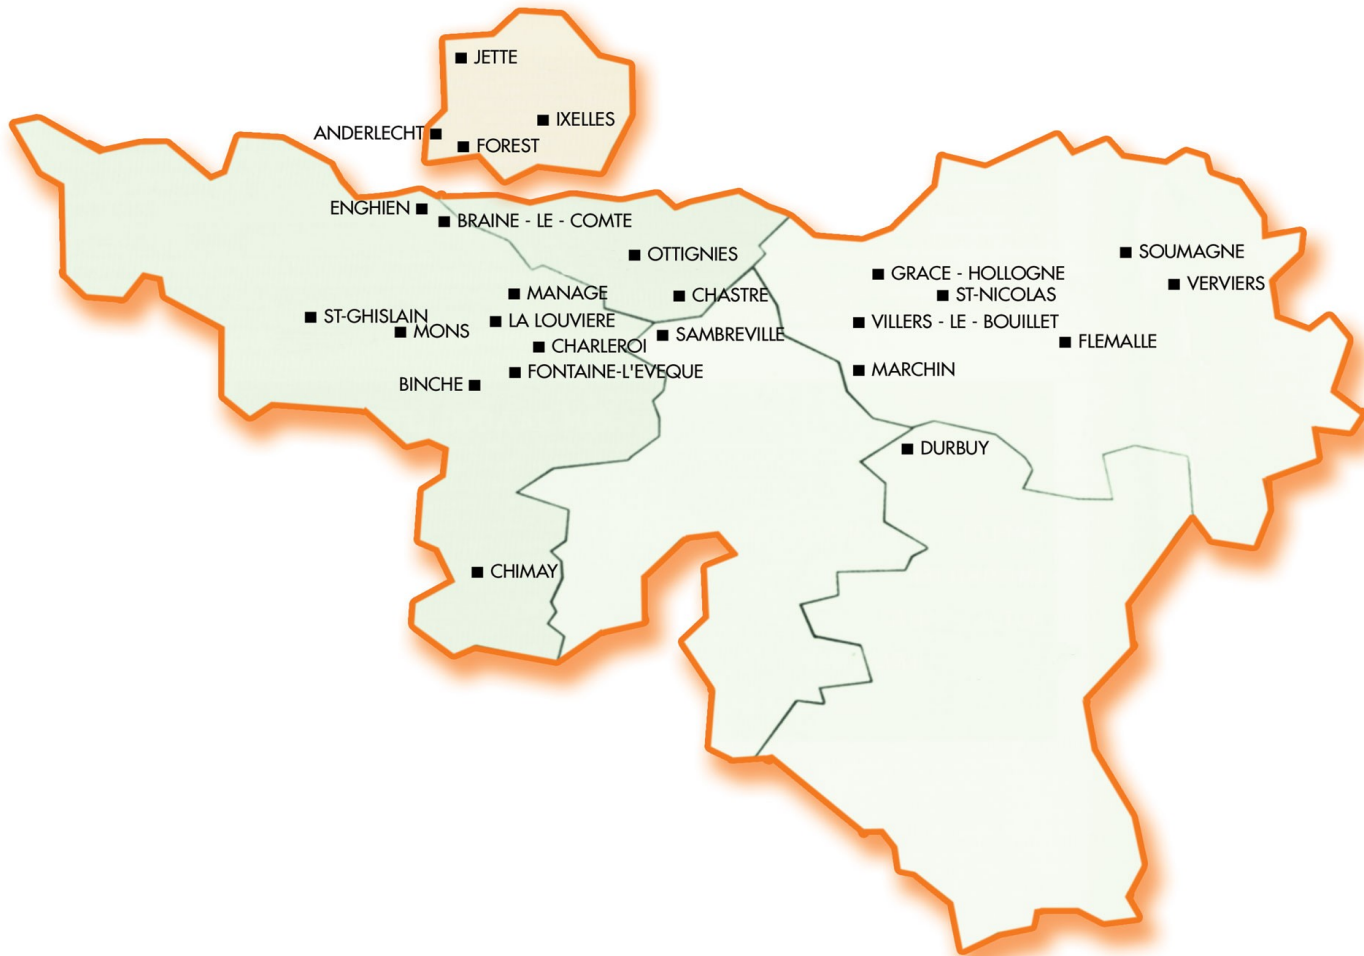 JETTE
IXELLES
ANDERLECHT
FOREST
ENGHIEN
BRAINE - LE - COMTE
OTTIGNIES
SOUMAGNE
GRACE - HOLLOGNE
VERVIERS
MANAGE
CHASTRE
ST-NICOLAS
ST-GHISLAIN
LA LOUVIERE
VILLERS - LE - BOUILLET
MONS
SAMBREVILLE
FLEMALLE
CHARLEROI
FONTAINE-L'EVEQUE
MARCHIN
BINCHE
DURBUY
CHIMAY